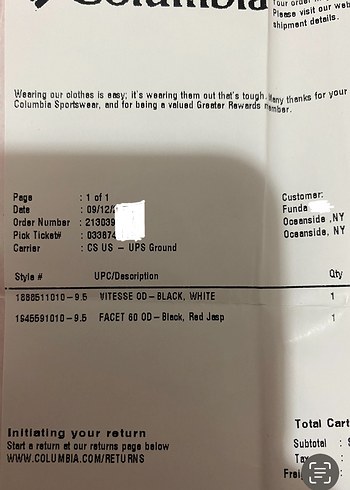 Columbia
Your order
Please visit our web
shipment details.
Wearing our clothes is easy; it's wearing them out that's tough. Many thanks for your
Columbia Sportswear, and for being a valued Greater Rewards member.
Page : 1 of 1
Date : 09/12/
Order Number : 213039
Pick Ticket# : 033874
Carrier : CS US - UPS Ground
Customer:
Funda
Oceanside ,NY
Oceanside, NY
Style # UPC/Description Qty
1888511010-9.5 VITESSE OD-BLACK, WHITE 1
1945591010-9.5 FACET 60 OD-Black, Red Jasp 1
Initiating your return
Start a return at our returns page below
WWW.COLUMBIA.COM/RETURNS
Total Cart
Subtotal : $
Tax